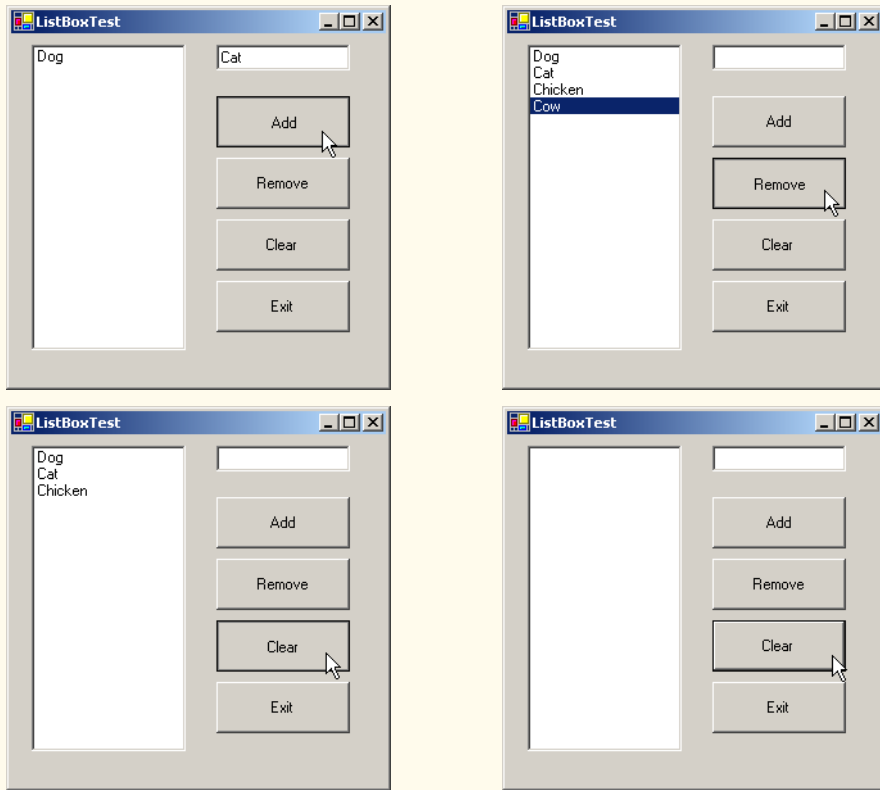 ListBoxTest
Dog
Cat
Add
Remove
Clear
Exit
ListBoxTest
Dog
Cat
Chicken
Cow
Add
Remove
Clear
Exit
ListBoxTest
Dog
Cat
Chicken
Add
Remove
Clear
Exit
ListBoxTest
Add
Remove
Clear
Exit